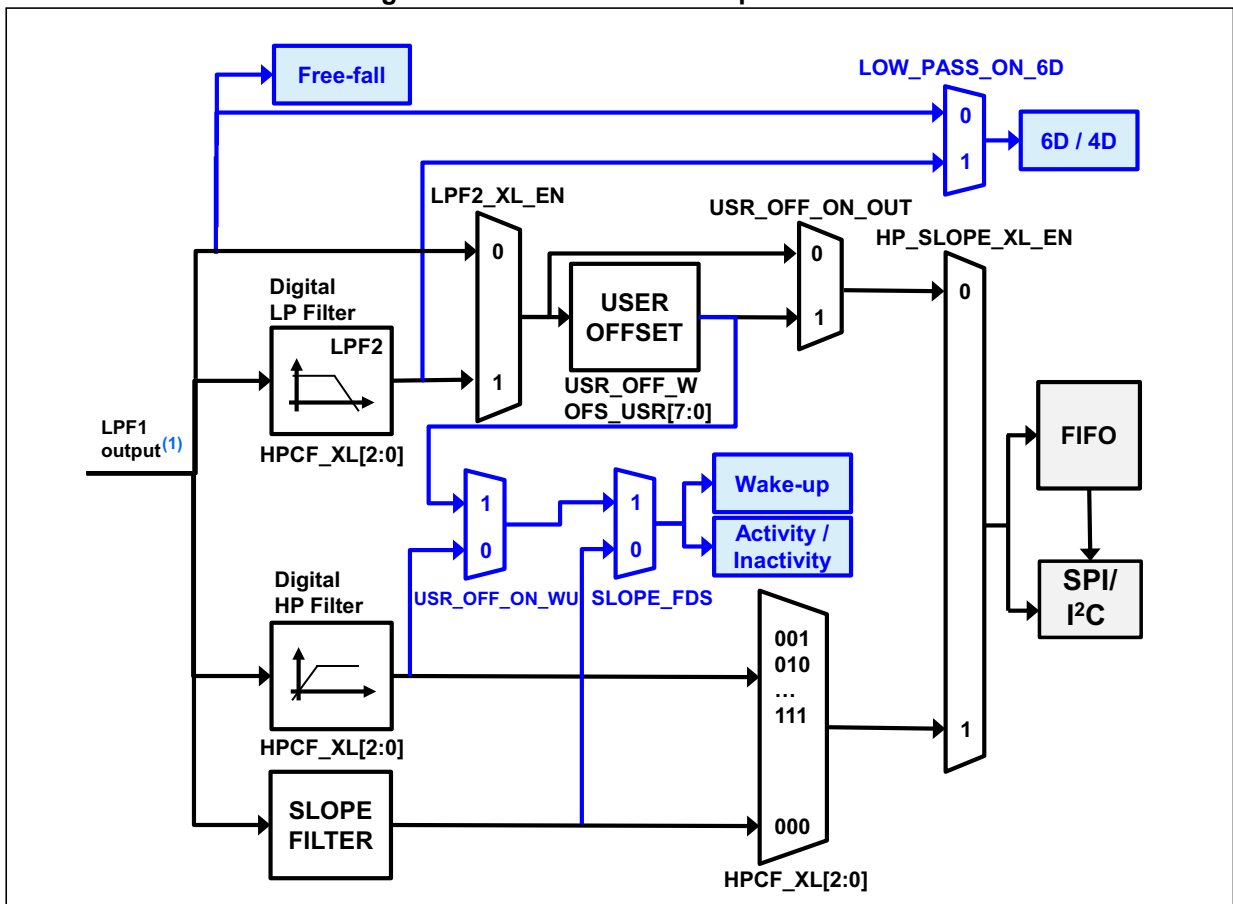 Free-fall
LOW_PASS_ON_6D
0
1
6D / 4D
LPF2_XL_EN
0
1
USR_OFF_ON_OUT
0
1
HP_SLOPE_XL_EN
0
1
Digital
LP Filter
LPF2
HPCF_XL[2:0]
USER
OFFSET
USR_OFF_W
OFS_USR[7:0]
LPF1
output(1)
FIFO
SPI/
I²C
1
0
USR_OFF_ON_WU
1
0
SLOPE_FDS
Wake-up
Activity /
Inactivity
Digital
HP Filter
HPCF_XL[2:0]
001
010
…
111
000
HPCF_XL[2:0]
SLOPE
FILTER